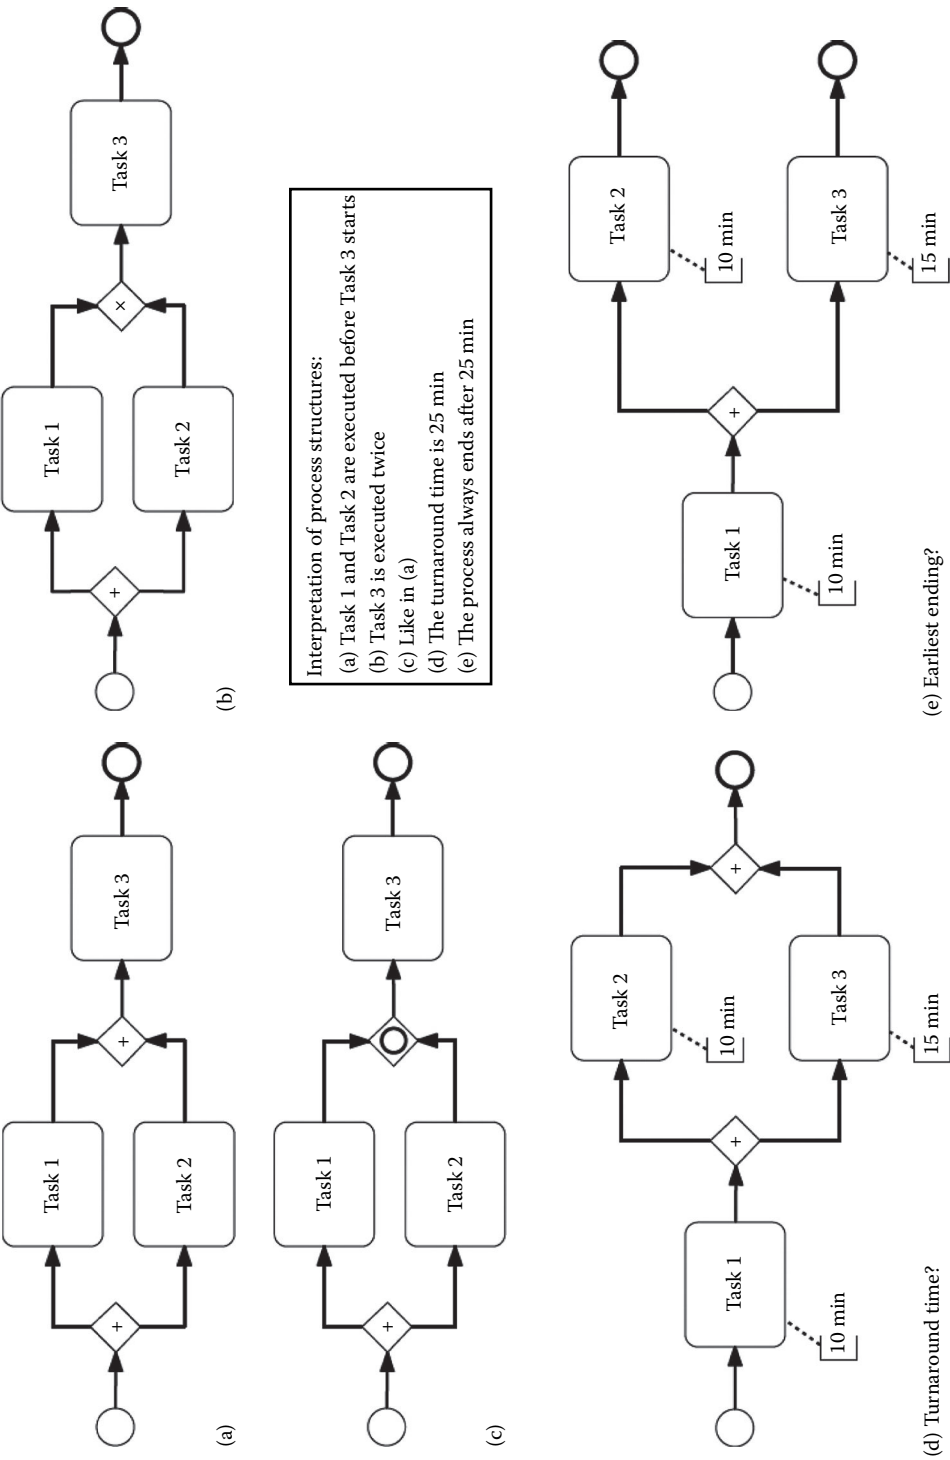 Task 1
Task 2
+
+
Task 3
(a)
Task 1
Task 2
+
×
Task 3
(b)
Task 1
Task 2
+
Task 3
(c)
Interpretation of process structures:
(a) Task 1 and Task 2 are executed before Task 3 starts
(b) Task 3 is executed twice
(c) Like in (a)
(d) The turnaround time is 25 min
(e) The process always ends after 25 min
Task 1
10 min
+
Task 2
10 min
Task 3
15 min
+
(d) Turnaround time?
Task 1
10 min
+
Task 2
10 min
Task 3
15 min
(e) Earliest ending?